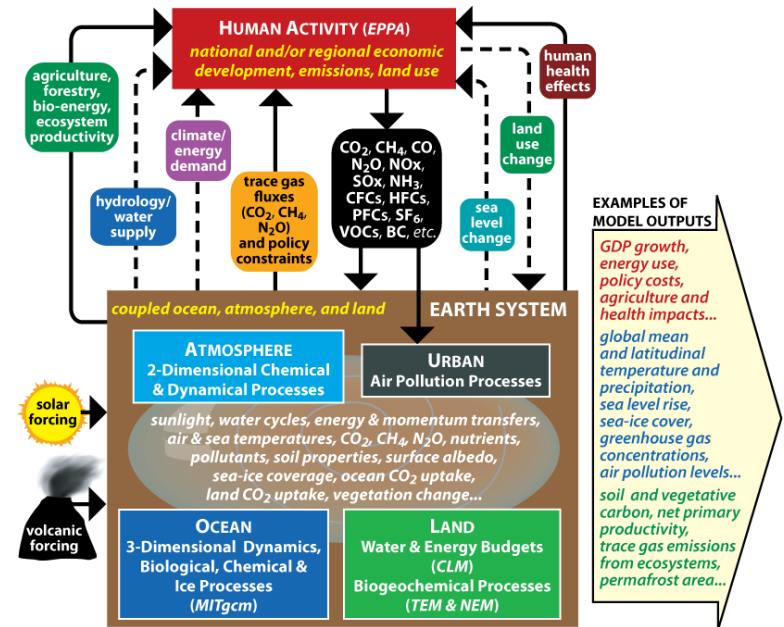 HUMAN ACTIVITY (EPPA)
national and/or regional economic
development, emissions, land use
agriculture,
forestry,
bio-energy,
ecosystem
productivity
hydrology/
water
supply
climate/
energy
demand
trace gas
fluxes
(CO₂, CH₄,
N₂O)
and policy
constraints
CO₂, CH₄, CO,
N₂O, NOx,
SOx, NH₃,
CFCs, HFCs,
PFCs, SF₆,
VOCs, BC, etc.
sea
level
change
land
use
change
human
health
effects
coupled ocean, atmosphere, and land
EARTH SYSTEM
ATMOSPHERE
2-Dimensional Chemical
& Dynamical Processes
URBAN
Air Pollution Processes
solar
forcing
volcanic
forcing
sunlight, water cycles, energy & momentum transfers,
air & sea temperatures, CO₂, CH₄, N₂O, nutrients,
pollutants, soil properties, surface albedo,
sea-ice coverage, ocean CO₂ uptake,
land CO₂ uptake, vegetation change...
OCEAN
3-Dimensional Dynamics,
Biological, Chemical &
Ice Processes
(MITgcm)
LAND
Water & Energy Budgets
(CLM)
Biogeochemical Processes
(TEM & NEM)
EXAMPLES OF
MODEL OUTPUTS
GDP growth,
energy use,
policy costs,
agriculture and
health impacts...
global mean
and latitudinal
temperature and
precipitation,
sea level rise,
sea-ice cover,
greenhouse gas
concentrations,
air pollution levels...
soil and vegetative
carbon, net primary
productivity,
trace gas emissions
from ecosystems,
permafrost area...